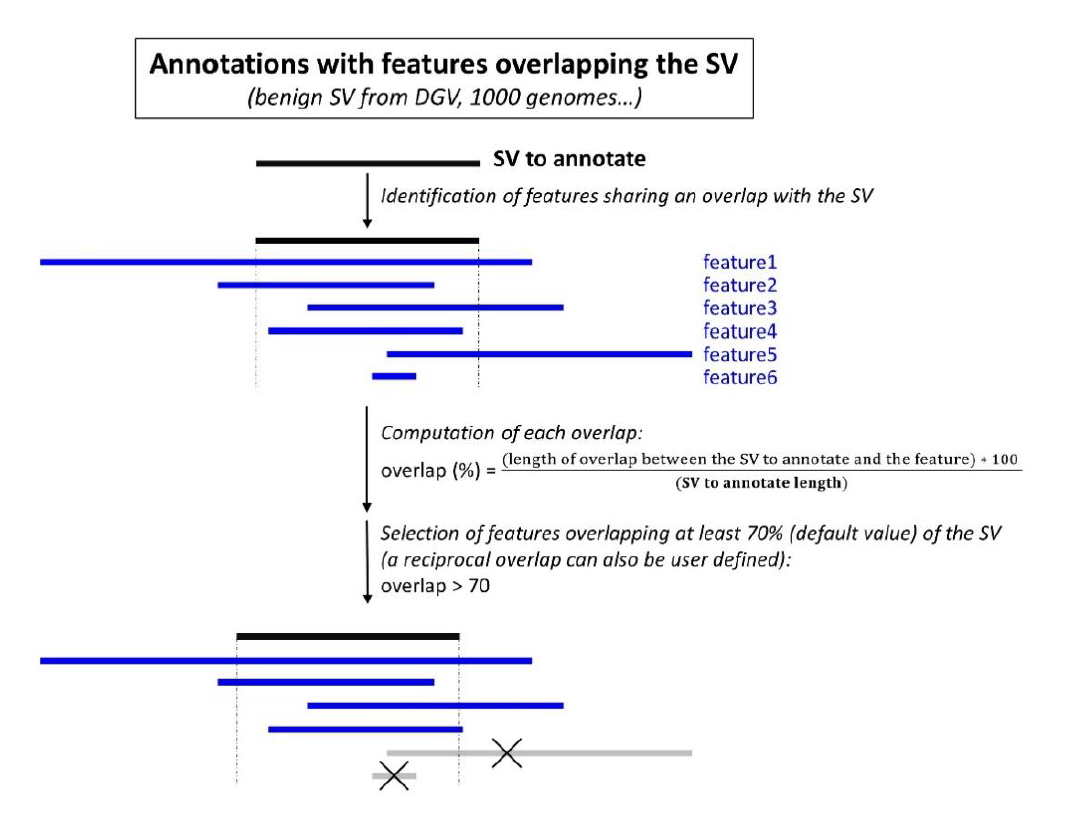 Annotations with features overlapping the SV
(benign SV from DGV, 1000 genomes...)
SV to annotate
Identification of features sharing an overlap with the SV
feature1
feature2
feature3
feature4
feature5
feature6
Computation of each overlap:
overlap (%) = (length of overlap between the SV to annotate and the feature) * 100
(SV to annotate length)
Selection of features overlapping at least 70% (default value) of the SV
(a reciprocal overlap can also be user defined):
overlap > 70